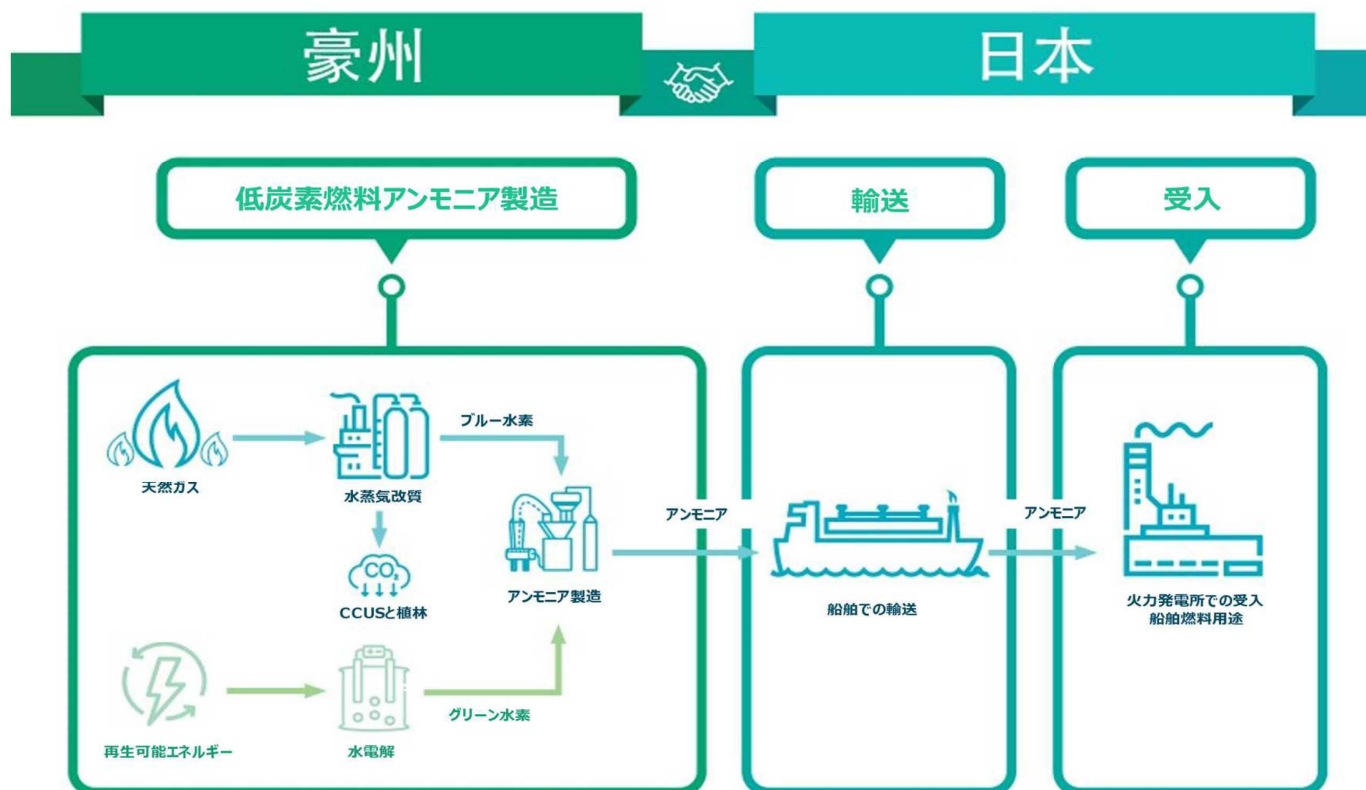 豪州
日本
低炭素燃料アンモニア製造
輸送
受入
天然ガス
水蒸気改質
ブルー水素
CO₂
CCUSと植林
アンモニア製造
再生可能エネルギー
水電解
グリーン水素
アンモニア
船舶での輸送
アンモニア
火力発電所での受入
船舶燃料用途